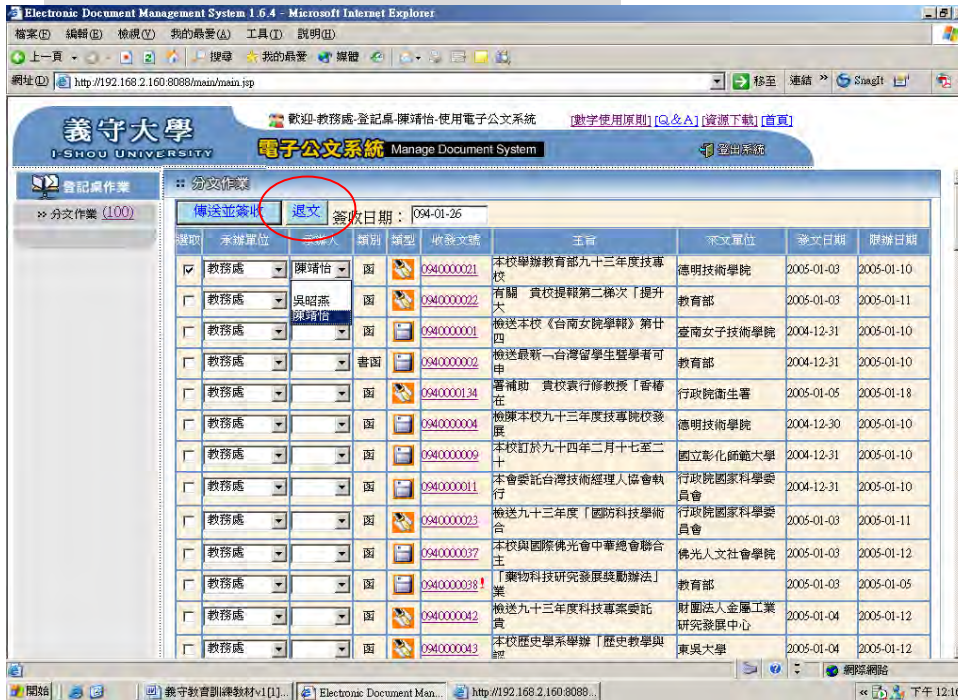 Electronic Document Management System 1.6.4 - Microsoft Internet Explorer
檔案(F) 編輯(E) 檢視(V) 我的最愛(A) 工具(T) 說明(H)
上一頁 搜尋 我的最愛 媒體
網址(D) http://192.168.2.160:8088/main/main.jsp 移至 連結 » SnagIt
義守大學
I-SHOU UNIVERSITY
歡迎-教務處-登記桌-陳靖怡-使用電子公文系統 [數字使用原則] [Q&A] [資源下載] [首頁]
電子公文系統 Manage Document System 登出系統
登記桌作業
分文作業 (100)
:: 分文作業
傳送並簽收 退文 簽收日期： 094-01-26
選取 承辦單位 承辦人 類別 類型 收發文號 主旨 來文單位 發文日期 限辦日期
教務處 陳靖怡 函 0940000021 本校舉辦教育部九十三年度技專校 德明技術學院 2005-01-03 2005-01-10
吳昭燕
陳靖怡
教務處 函 0940000022 有關 貴校提報第二梯次「提升大 教育部 2005-01-03 2005-01-11
教務處 函 0940000001 檢送本校《台南女院學報》第廿四 臺南女子技術學院 2004-12-31 2005-01-10
教務處 書函 0940000002 檢送最新—台灣留學生暨學者可申 教育部 2004-12-31 2005-01-10
教務處 函 0940000134 署補助 貴校袁行修教授「香椿在 行政院衛生署 2005-01-05 2005-01-18
教務處 函 0940000004 檢陳本校九十三年度技專院校發展 德明技術學院 2004-12-30 2005-01-10
教務處 函 0940000009 本校訂於九十四年二月十七至二十 國立彰化師範大學 2004-12-31 2005-01-10
教務處 函 0940000011 本會委託台灣技術經理人協會執行 行政院國家科學委員會 2004-12-31 2005-01-10
教務處 函 0940000023 檢送九十三年度「國防科技學術合 行政院國家科學委員會 2005-01-03 2005-01-11
教務處 函 0940000037 本校與國際佛光會中華總會聯合主 佛光人文社會學院 2005-01-03 2005-01-12
教務處 函 0940000038! 「藥物科技研究發展獎勵辦法」業 教育部 2005-01-03 2005-01-05
教務處 函 0940000042 檢送九十三年度科技專案委託 貴 財團法人金屬工業研究發展中心 2005-01-04 2005-01-12
教務處 函 0940000043 本校歷史學系舉辦「歷史教學與 東吳大學 2005-01-04 2005-01-12
網際網路
開始 義守教育訓練教材v1[1]... Electronic Document Man... http://192.168.2.160:8088... 下午 12:16